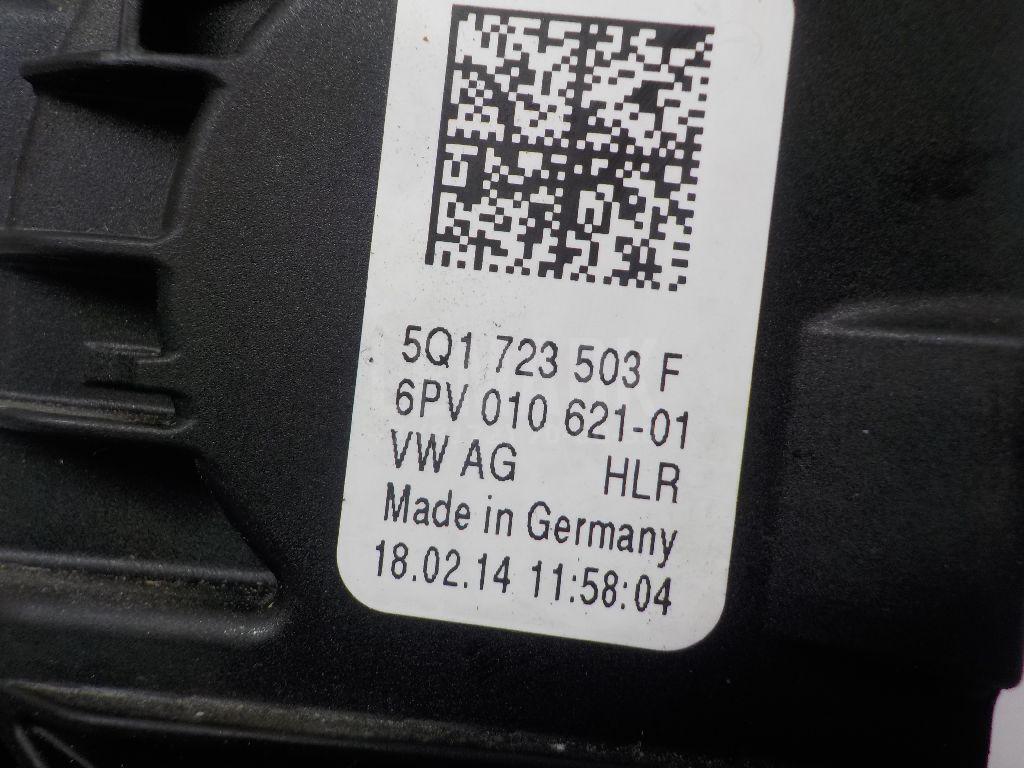 5Q1 723 503 F
6PV 010 621-01
VW AG HLR
Made in Germany
18.02.14 11:58:04